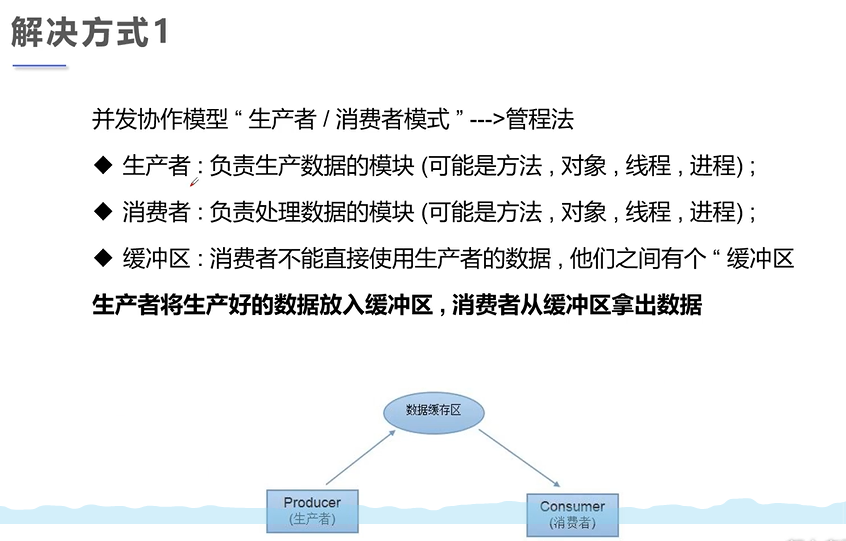 解决方式1
并发协作模型 “ 生产者 / 消费者模式 ” --->管程法
◆ 生产者 : 负责生产数据的模块 (可能是方法 , 对象 , 线程 , 进程) ;
◆ 消费者 : 负责处理数据的模块 (可能是方法 , 对象 , 线程 , 进程) ;
◆ 缓冲区 : 消费者不能直接使用生产者的数据 , 他们之间有个 “ 缓冲区
生产者将生产好的数据放入缓冲区 , 消费者从缓冲区拿出数据
数据缓存区
Producer
(生产者)
Consumer
(消费者)